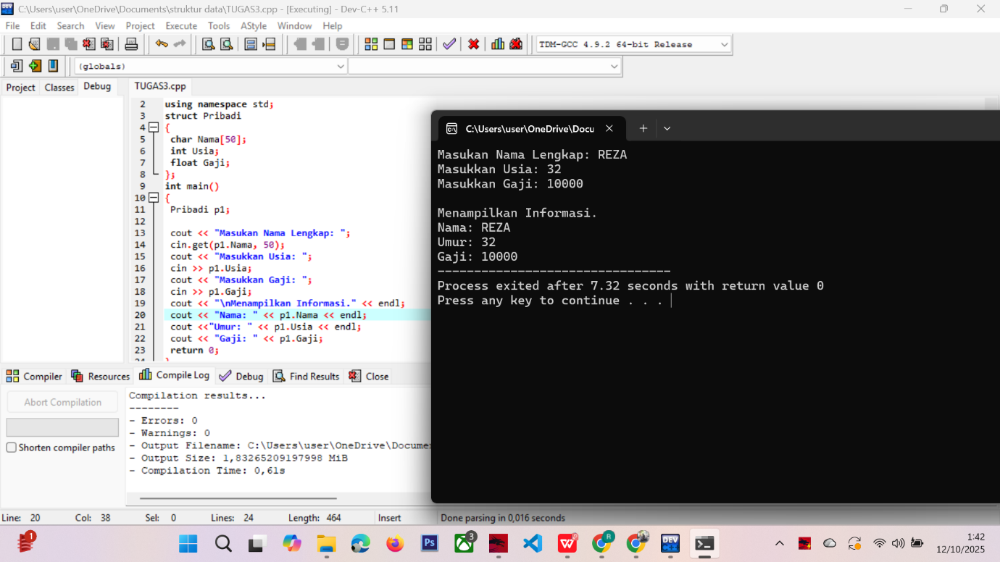 C:\Users\user\OneDrive\Documents\struktur data\TUGAS3.cpp - [Executing] - Dev-C++ 5.11
File Edit Search View Project Execute Tools AStyle Window Help
TDM-GCC 4.9.2 64-bit Release
(globals)
Project Classes Debug
TUGAS3.cpp
2 using namespace std;
3 struct Pribadi
4 {
5 char Nama[50];
6 int Usia;
7 float Gaji;
8 };
9 int main()
10 {
11 Pribadi p1;
12
13 cout << "Masukan Nama Lengkap: ";
14 cin.get(p1.Nama, 50);
15 cout << "Masukkan Usia: ";
16 cin >> p1.Usia;
17 cout << "Masukkan Gaji: ";
18 cin >> p1.Gaji;
19 cout << "\nMenampilkan Informasi." << endl;
20 cout << "Nama: " << p1.Nama << endl;
21 cout <<"Umur: " << p1.Usia << endl;
22 cout << "Gaji: " << p1.Gaji;
23 return 0;
C:\Users\user\OneDrive\Docu
Masukan Nama Lengkap: REZA
Masukkan Usia: 32
Masukkan Gaji: 10000
Menampilkan Informasi.
Nama: REZA
Umur: 32
Gaji: 10000
--------------------------------
Process exited after 7.32 seconds with return value 0
Press any key to continue . . .
Compiler Resources Compile Log Debug Find Results Close
Abort Compilation
Shorten compiler paths
Compilation results...
--------
- Errors: 0
- Warnings: 0
- Output Filename: C:\Users\user\OneDrive\Docume
- Output Size: 1,83265209197998 MiB
- Compilation Time: 0,61s
Line: 20 Col: 38 Sel: 0 Lines: 24 Length: 464 Insert Done parsing in 0,016 seconds
1
Ps
3
R
DEV
1:42
12/10/2025